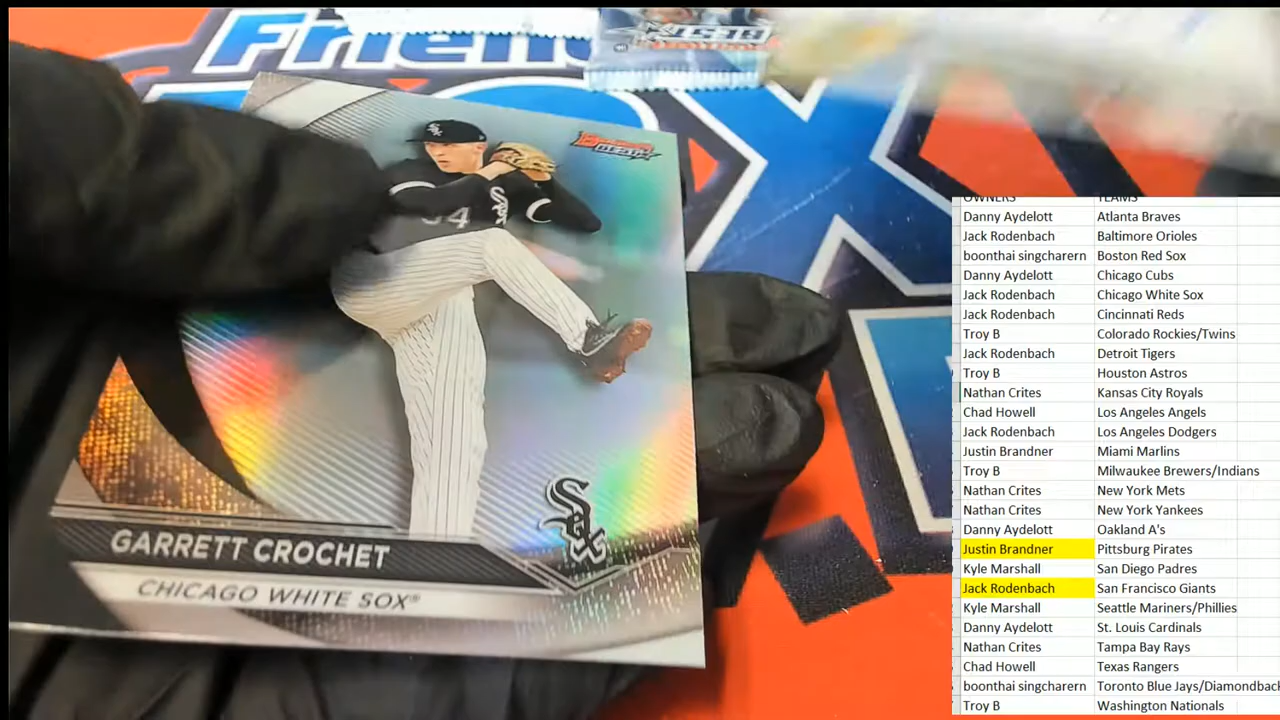 Friend
BEST
Bowman
BEST
Sox
34
GARRETT CROCHET
CHICAGO WHITE SOX®
Sox
OWNERS TEAMS
Danny Aydelott Atlanta Braves
Jack Rodenbach Baltimore Orioles
boonthai singcharern Boston Red Sox
Danny Aydelott Chicago Cubs
Jack Rodenbach Chicago White Sox
Jack Rodenbach Cincinnati Reds
Troy B Colorado Rockies/Twins
Jack Rodenbach Detroit Tigers
Troy B Houston Astros
Nathan Crites Kansas City Royals
Chad Howell Los Angeles Angels
Jack Rodenbach Los Angeles Dodgers
Justin Brandner Miami Marlins
Troy B Milwaukee Brewers/Indians
Nathan Crites New York Mets
Nathan Crites New York Yankees
Danny Aydelott Oakland A's
Justin Brandner Pittsburg Pirates
Kyle Marshall San Diego Padres
Jack Rodenbach San Francisco Giants
Kyle Marshall Seattle Mariners/Phillies
Danny Aydelott St. Louis Cardinals
Nathan Crites Tampa Bay Rays
Chad Howell Texas Rangers
boonthai singcharern Toronto Blue Jays/Diamondback
Troy B Washington Nationals